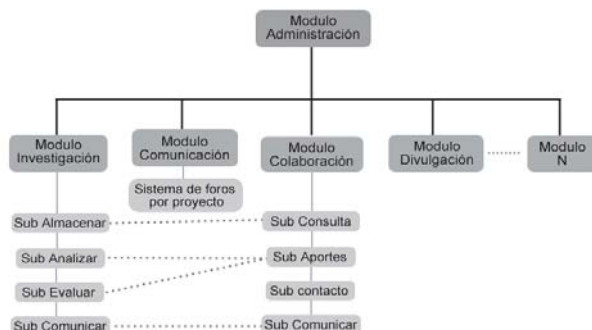 Modulo
Administración
Modulo
Investigación
Modulo
Comunicación
Modulo
Colaboración
Modulo
Divulgación
Modulo
N
Sistema de foros
por proyecto
Sub Almacenar
Sub Consulta
Sub Analizar
Sub Aportes
Sub Evaluar
Sub contacto
Sub Comunicar
Sub Comunicar